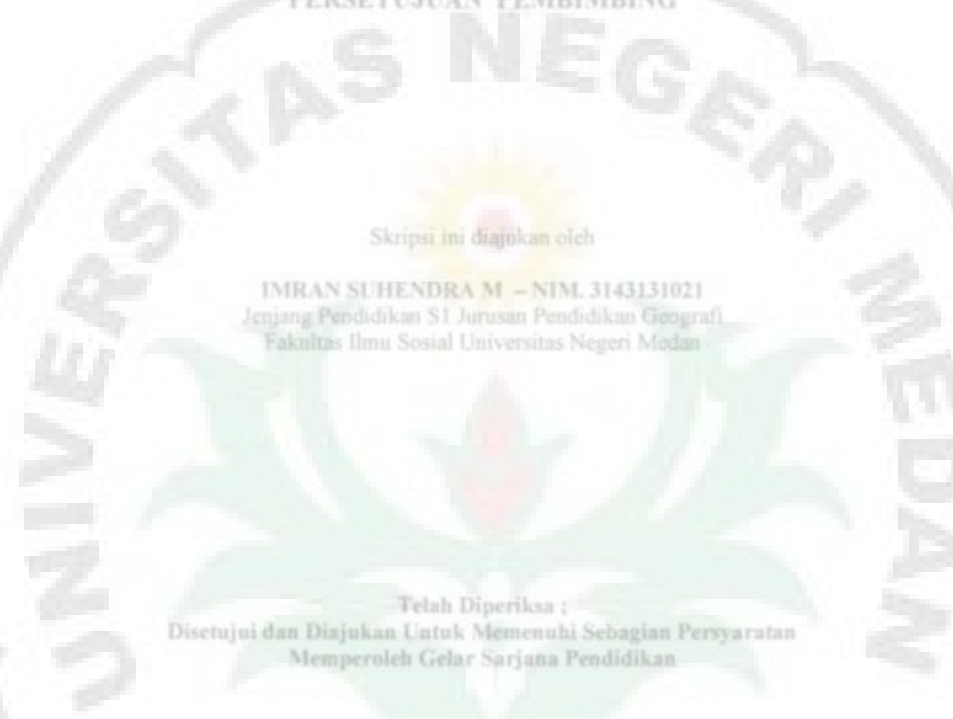 PERSETUJUAN PEMBIMBING
UNIVERSITAS NEGERI MEDAN
Skripsi ini diajukan oleh
IMRAN SUHENDRA M – NIM. 3143131021
Jenjang Pendidikan S1 Jurusan Pendidikan Geografi
Fakultas Ilmu Sosial Universitas Negeri Medan
Telah Diperiksa ;
Disetujui dan Diajukan Untuk Memenuhi Sebagian Persyaratan
Memperoleh Gelar Sarjana Pendidikan